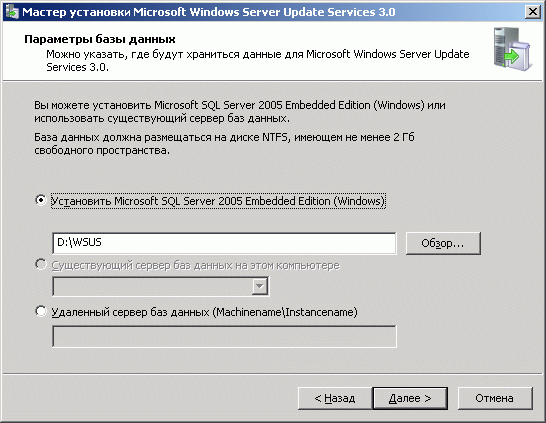 Мастер установки Microsoft Windows Server Update Services 3.0
Параметры базы данных
Можно указать, где будут храниться данные для Microsoft Windows Server Update
Services 3.0.
Вы можете установить Microsoft SQL Server 2005 Embedded Edition (Windows) или
использовать существующий сервер баз данных.
База данных должна размещаться на диске NTFS, имеющем не менее 2 Гб
свободного пространства.
Установить Microsoft SQL Server 2005 Embedded Edition (Windows)
D:\WSUS
Обзор...
Существующий сервер баз данных на этом компьютере
Удаленный сервер баз данных (Machinename\Instancename)
< Назад
Далее >
Отмена